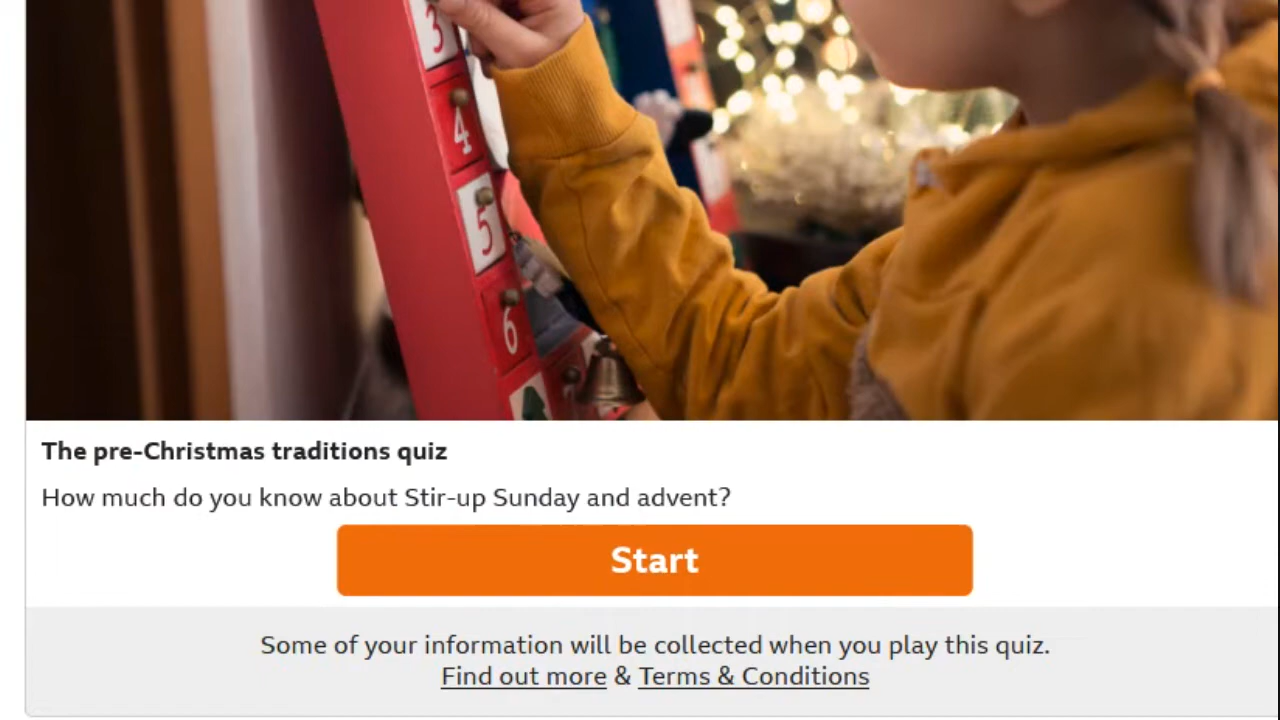 3
4
5
6
The pre-Christmas traditions quiz
How much do you know about Stir-up Sunday and advent?
Start
Some of your information will be collected when you play this quiz.
Find out more & Terms & Conditions